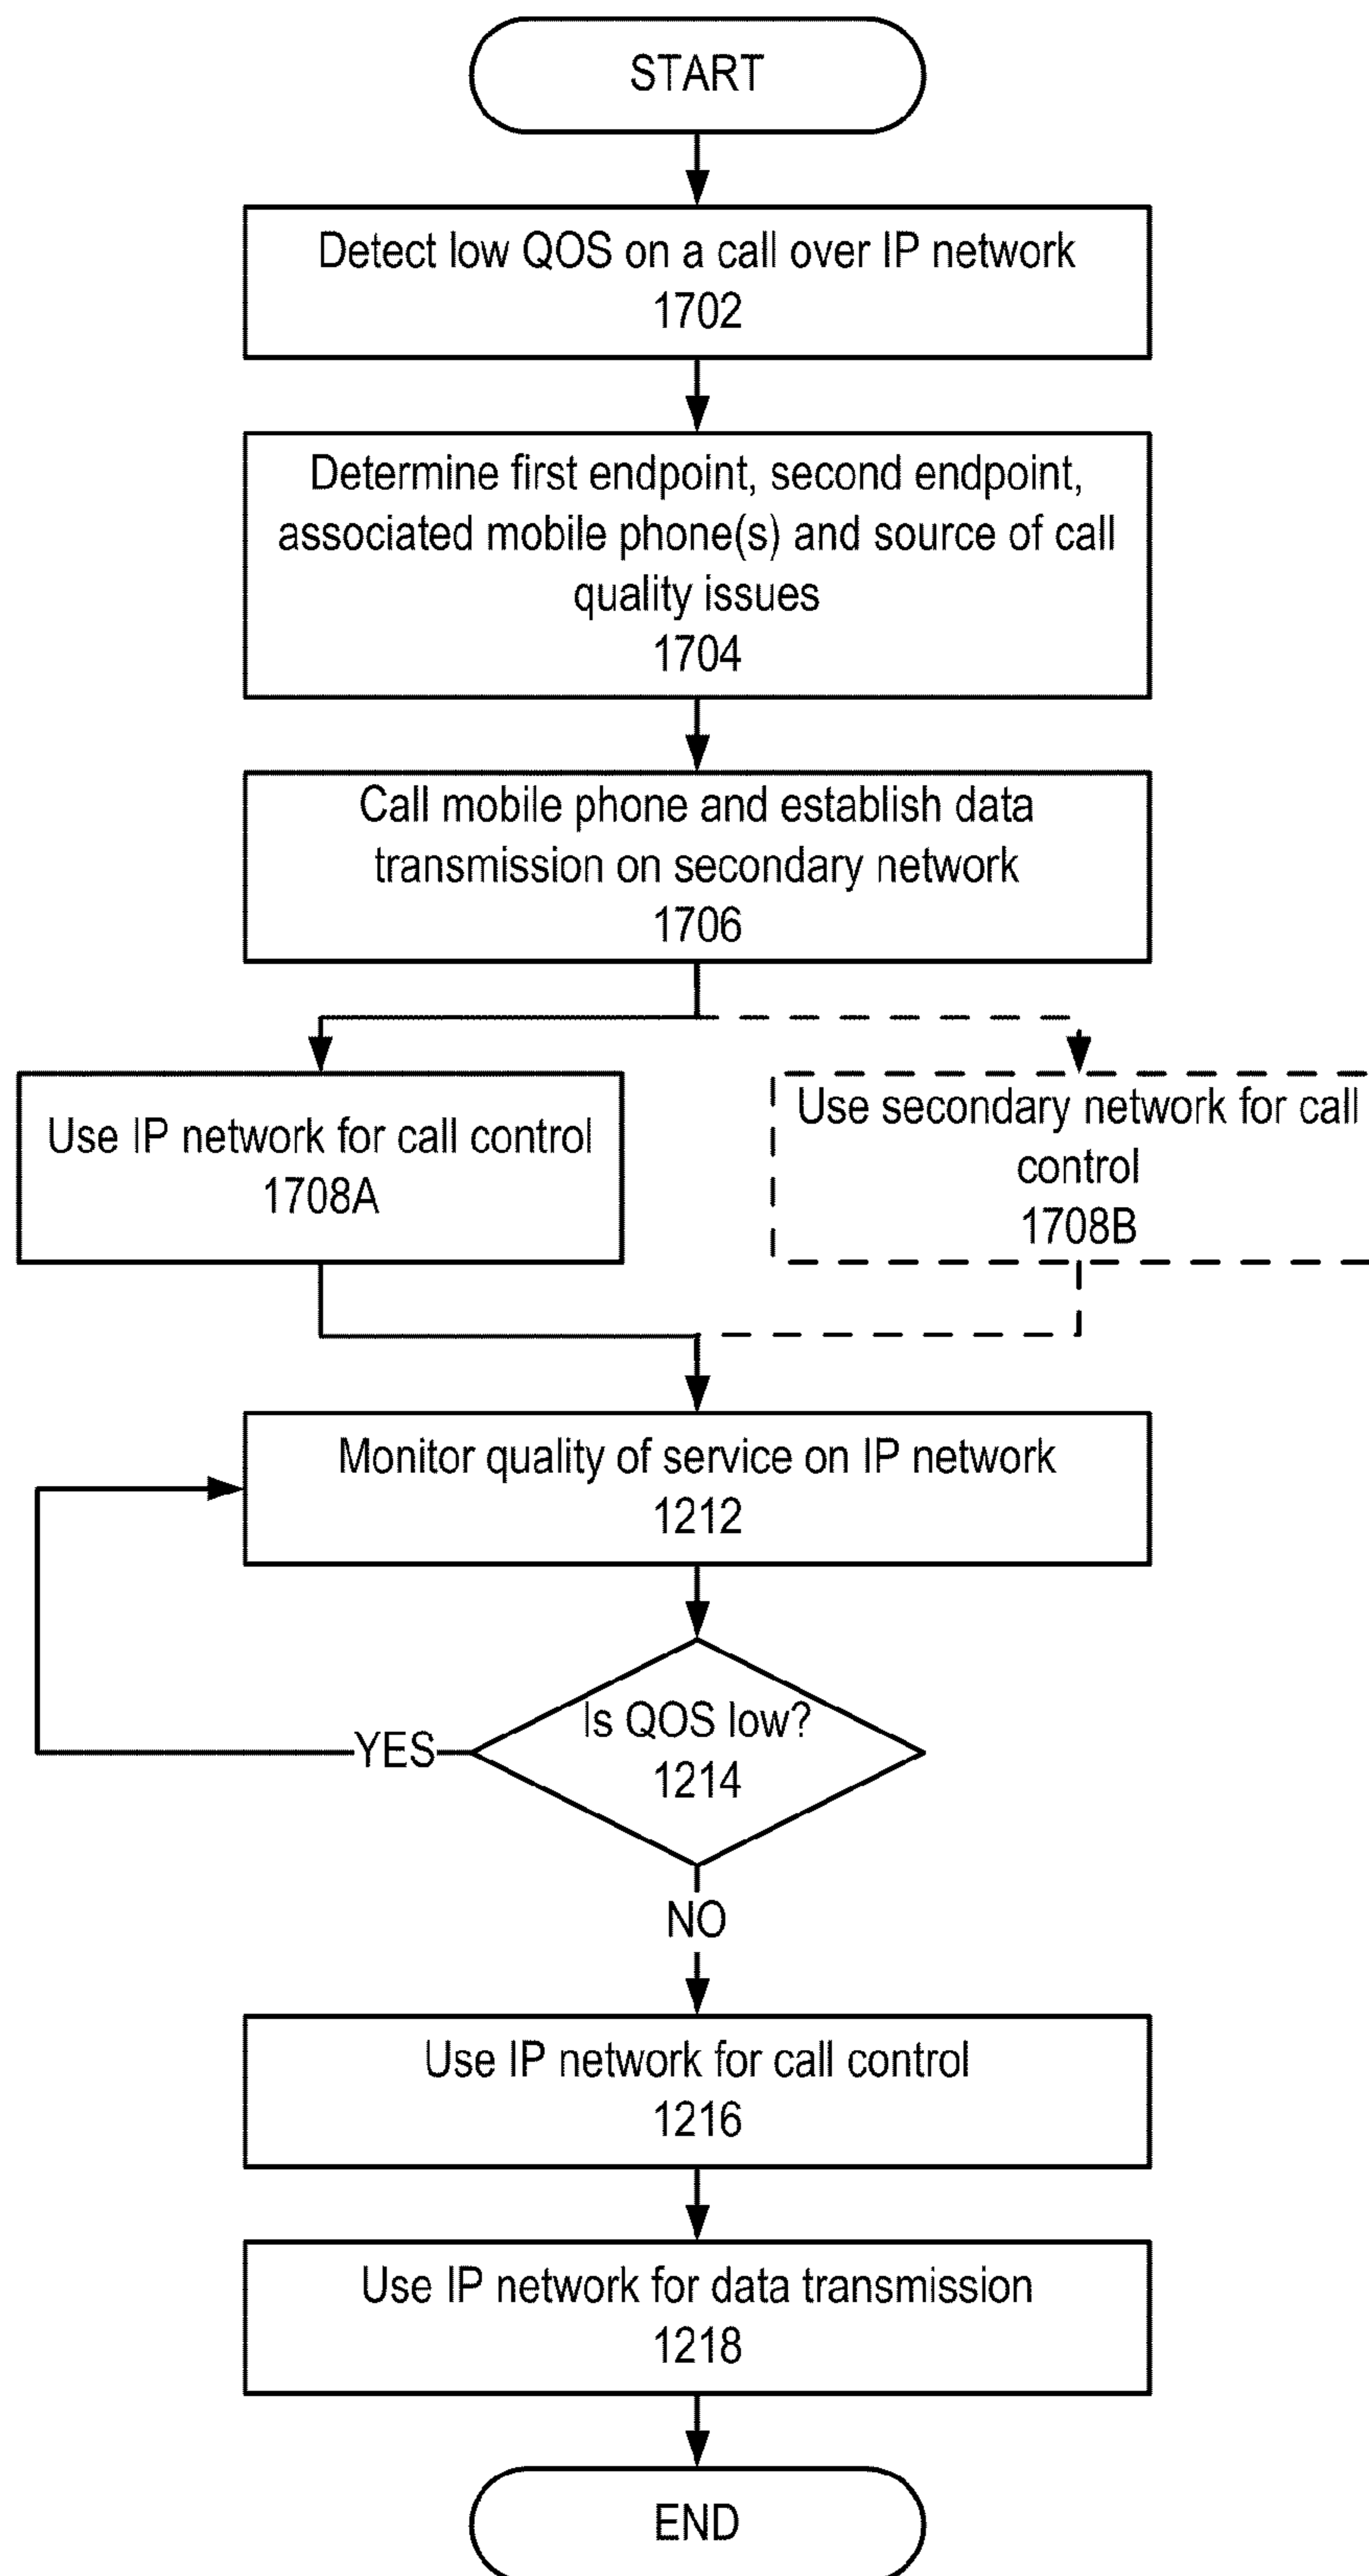 START
Detect low QOS on a call over IP network
1702
Determine first endpoint, second endpoint,
associated mobile phone(s) and source of call
quality issues
1704
Call mobile phone and establish data
transmission on secondary network
1706
Use IP network for call control
1708A
Use secondary network for call
control
1708B
Monitor quality of service on IP network
1212
Is QOS low?
1214
YES
NO
Use IP network for call control
1216
Use IP network for data transmission
1218
END